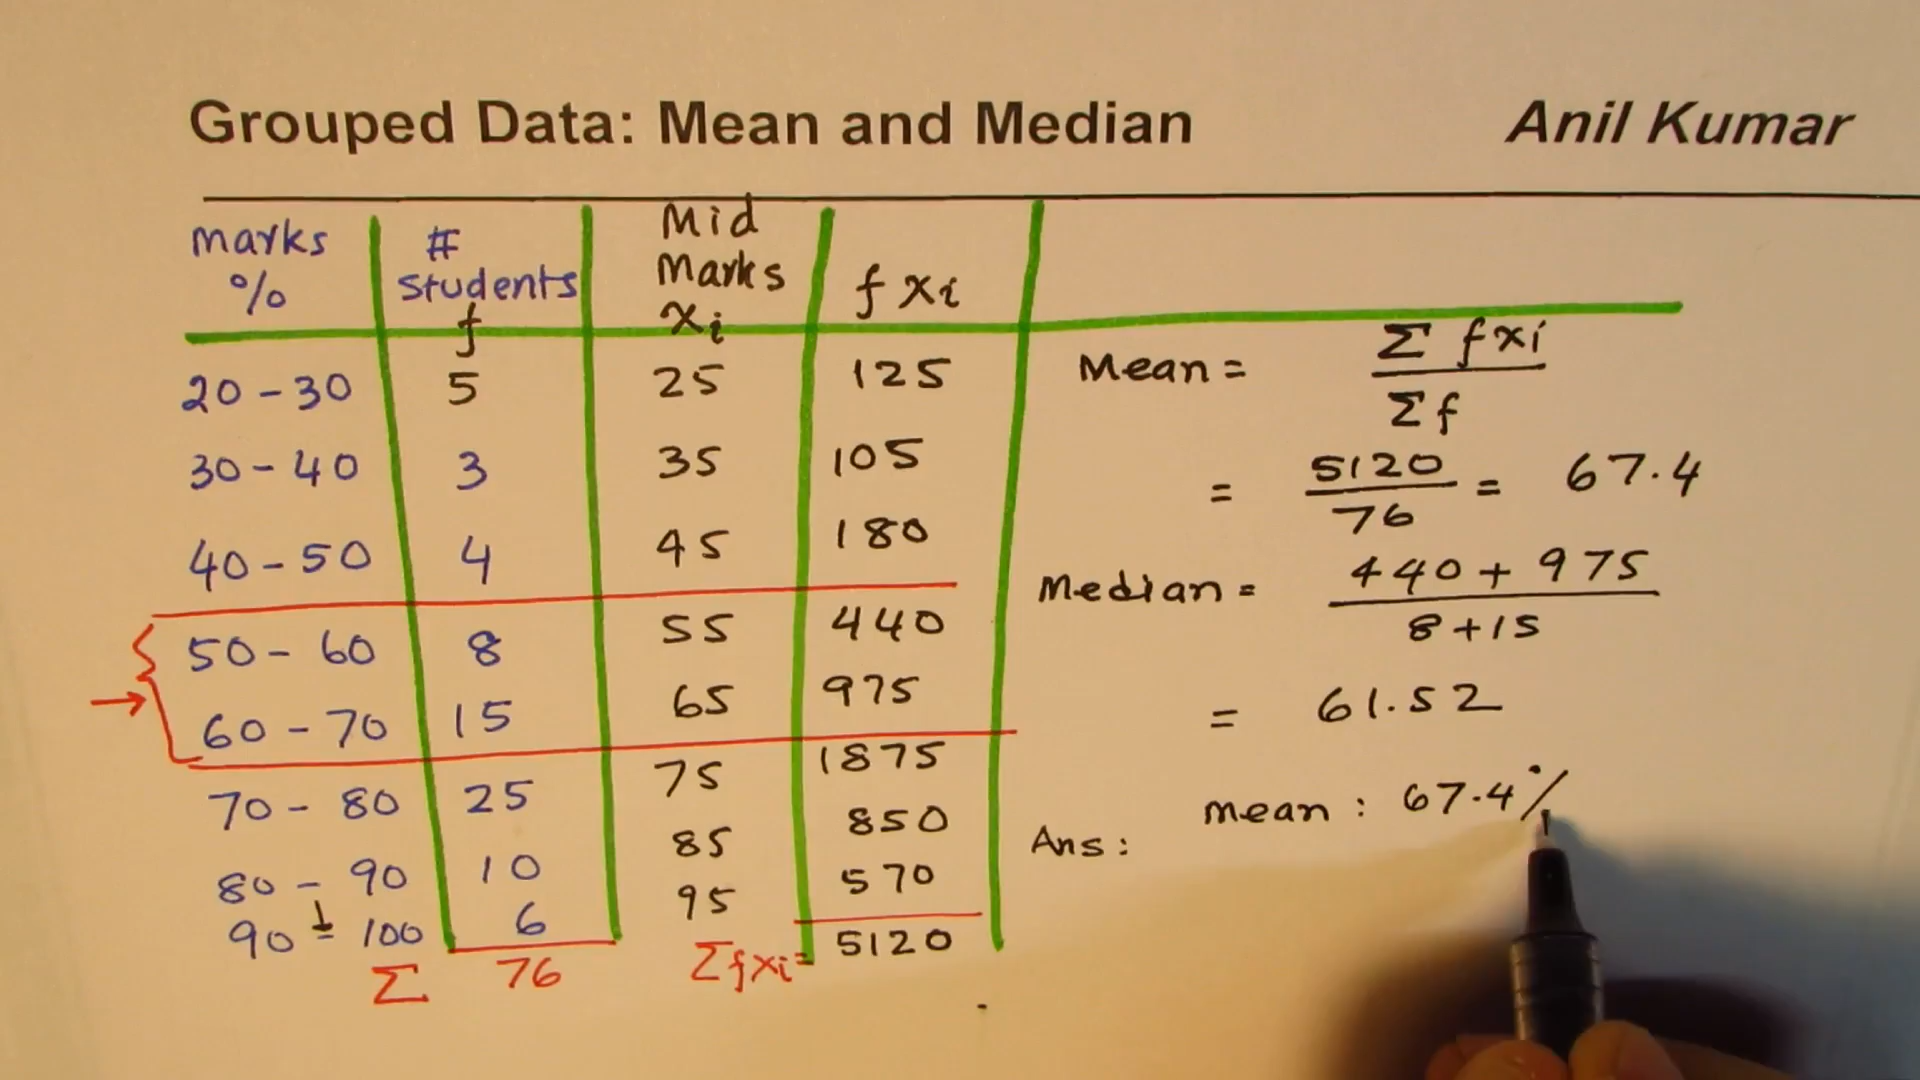 Grouped Data: Mean and Median Anil Kumar
marks % # students f Mid Marks xi f xi
20 - 30 5 25 125
30 - 40 3 35 105
40 - 50 4 45 180
50 - 60 8 55 440
60 - 70 15 65 975
70 - 80 25 75 1875
80 - 90 10 85 850
90 - 100 6 95 570
Σ 76 Σfxi = 5120
Mean = Σ fxi / Σf
= 5120 / 76 = 67.4
Median = 440 + 975 / 8 + 15
= 61.52
Ans: mean : 67.4%